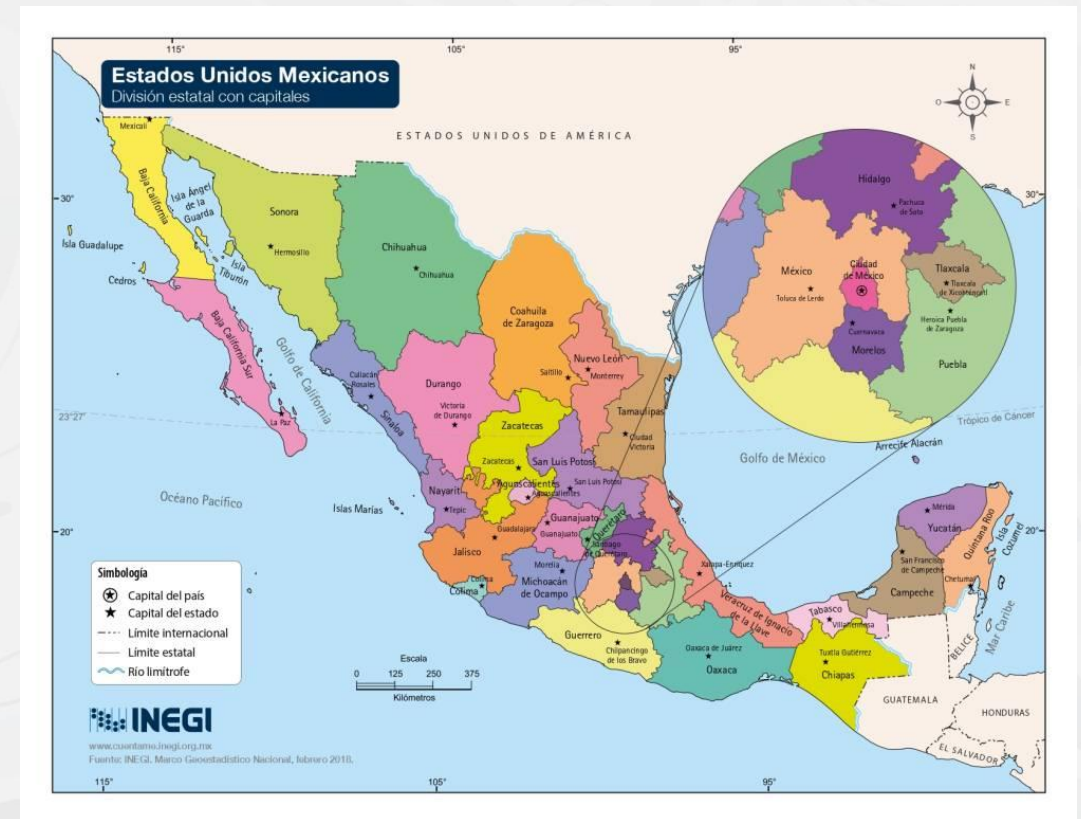 115°
105°
95°
Estados Unidos Mexicanos
División estatal con capitales
ESTADOS UNIDOS DE AMÉRICA
N
O
E
S
30°
30°
Mexicali
Baja California
Isla Ángel
de la
Guarda
Isla Guadalupe
Isla
Tiburón
Cedros
Sonora
Hermosillo
Chihuahua
Chihuahua
Coahuila
de Zaragoza
Saltillo
Nuevo León
Monterrey
Baja California Sur
La Paz
Golfo de California
Culiacán
Rosales
Sinaloa
Durango
Victoria
de Durango
Zacatecas
Zacatecas
Tamaulipas
Ciudad
Victoria
San Luis Potosí
San Luis Potosí
Aguascalientes
Aguascalientes
Nayarit
Tepic
Islas Marías
Guadalajara
Jalisco
Guanajuato
Guanajuato
Querétaro
Santiago
de Querétaro
Colima
Colima
Morelia
Michoacán
de Ocampo
Guerrero
Chilpancingo
de los Bravo
Xalapa-Enríquez
Veracruz de Ignacio
de la Llave
Oaxaca de Juárez
Oaxaca
Tabasco
Villahermosa
Tuxtla Gutiérrez
Chiapas
San Francisco
de Campeche
Campeche
Mérida
Yucatán
Quintana Roo
Chetumal
Isla
Cozumel
Mar Caribe
BELICE
GUATEMALA
HONDURAS
EL SALVADOR
Hidalgo
Pachuca
de Soto
México
Toluca de Lerdo
Ciudad
de México
Tlaxcala
Tlaxcala
de Xicohténcatl
Heroica Puebla
de Zaragoza
Puebla
Cuernavaca
Morelos
23°27'
Trópico de Cáncer
Arrecife Alacrán
Golfo de México
Océano Pacífico
20°
20°
Simbología
Capital del país
Capital del estado
Límite internacional
Límite estatal
Río limítrofe
Escala
0 125 250 375
Kilómetros
INEGI
www.cuentame.inegi.org.mx
Fuente: INEGI. Marco Geoestadístico Nacional, febrero 2018.
115°
105°
95°